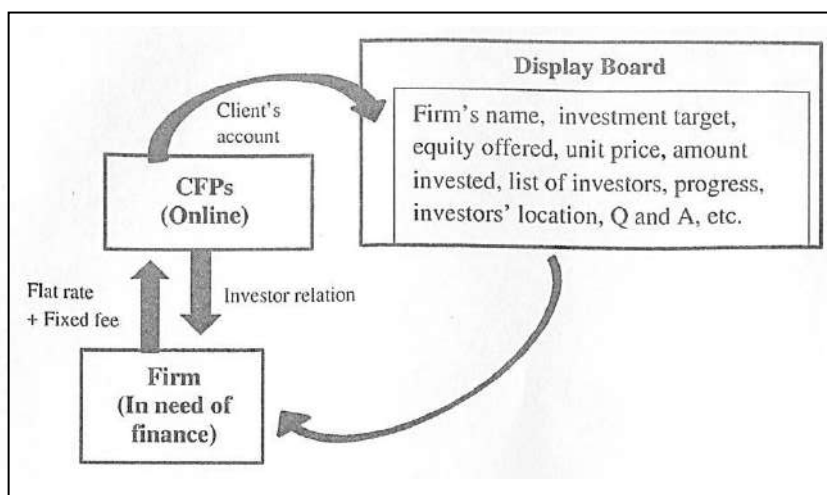 Display Board
Firm's name, investment target,
equity offered, unit price, amount
invested, list of investors, progress,
investors' location, Q and A, etc.
Client's
account
CFPs
(Online)
Flat rate
+ Fixed fee
Investor relation
Firm
(In need of
finance)